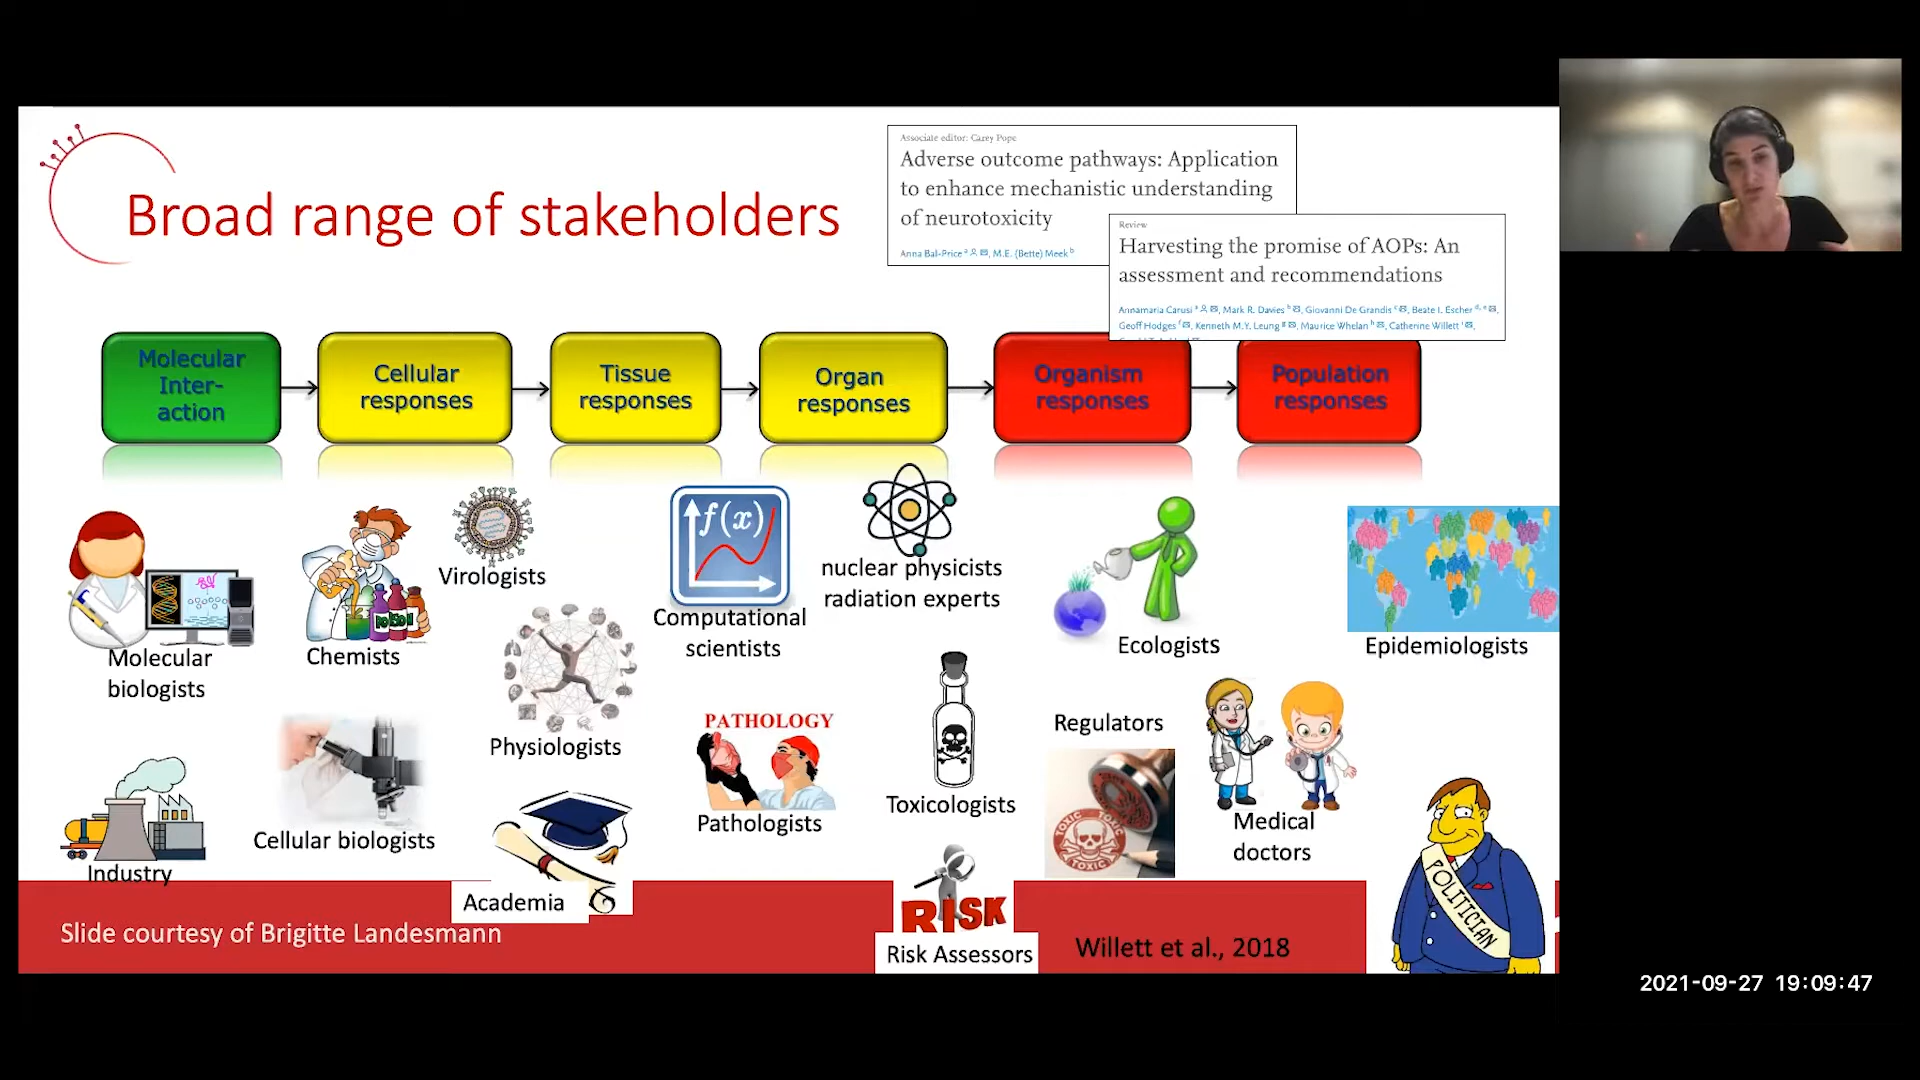 Broad range of stakeholders
Associate editor: Carey Pope
Adverse outcome pathways: Application
to enhance mechanistic understanding
of neurotoxicity
Anna Bal-Price a, M.E. (Bette) Meek b
Review
Harvesting the promise of AOPs: An
assessment and recommendations
Annamaria Carusi a, Mark R. Davies b, Giovanni De Grandis c, Beate I. Escher d, e,
Geoff Hodges f, Kenneth M.Y. Leung g, Maurice Whelan h, Catherine Willett i,
Molecular
Inter-
action
Cellular
responses
Tissue
responses
Organ
responses
Organism
responses
Population
responses
Molecular
biologists
POISON
Chemists
Virologists
f(x)
Computational
scientists
nuclear physicists
radiation experts
Ecologists
Epidemiologists
Industry
Cellular biologists
Physiologists
Academia
PATHOLOGY
Pathologists
Toxicologists
RISK
Risk Assessors
Regulators
TOXIC TOXIC
TOXIC
Medical
doctors
POLITICIAN
Slide courtesy of Brigitte Landesmann
Willett et al., 2018
2021-09-27 19:09:47